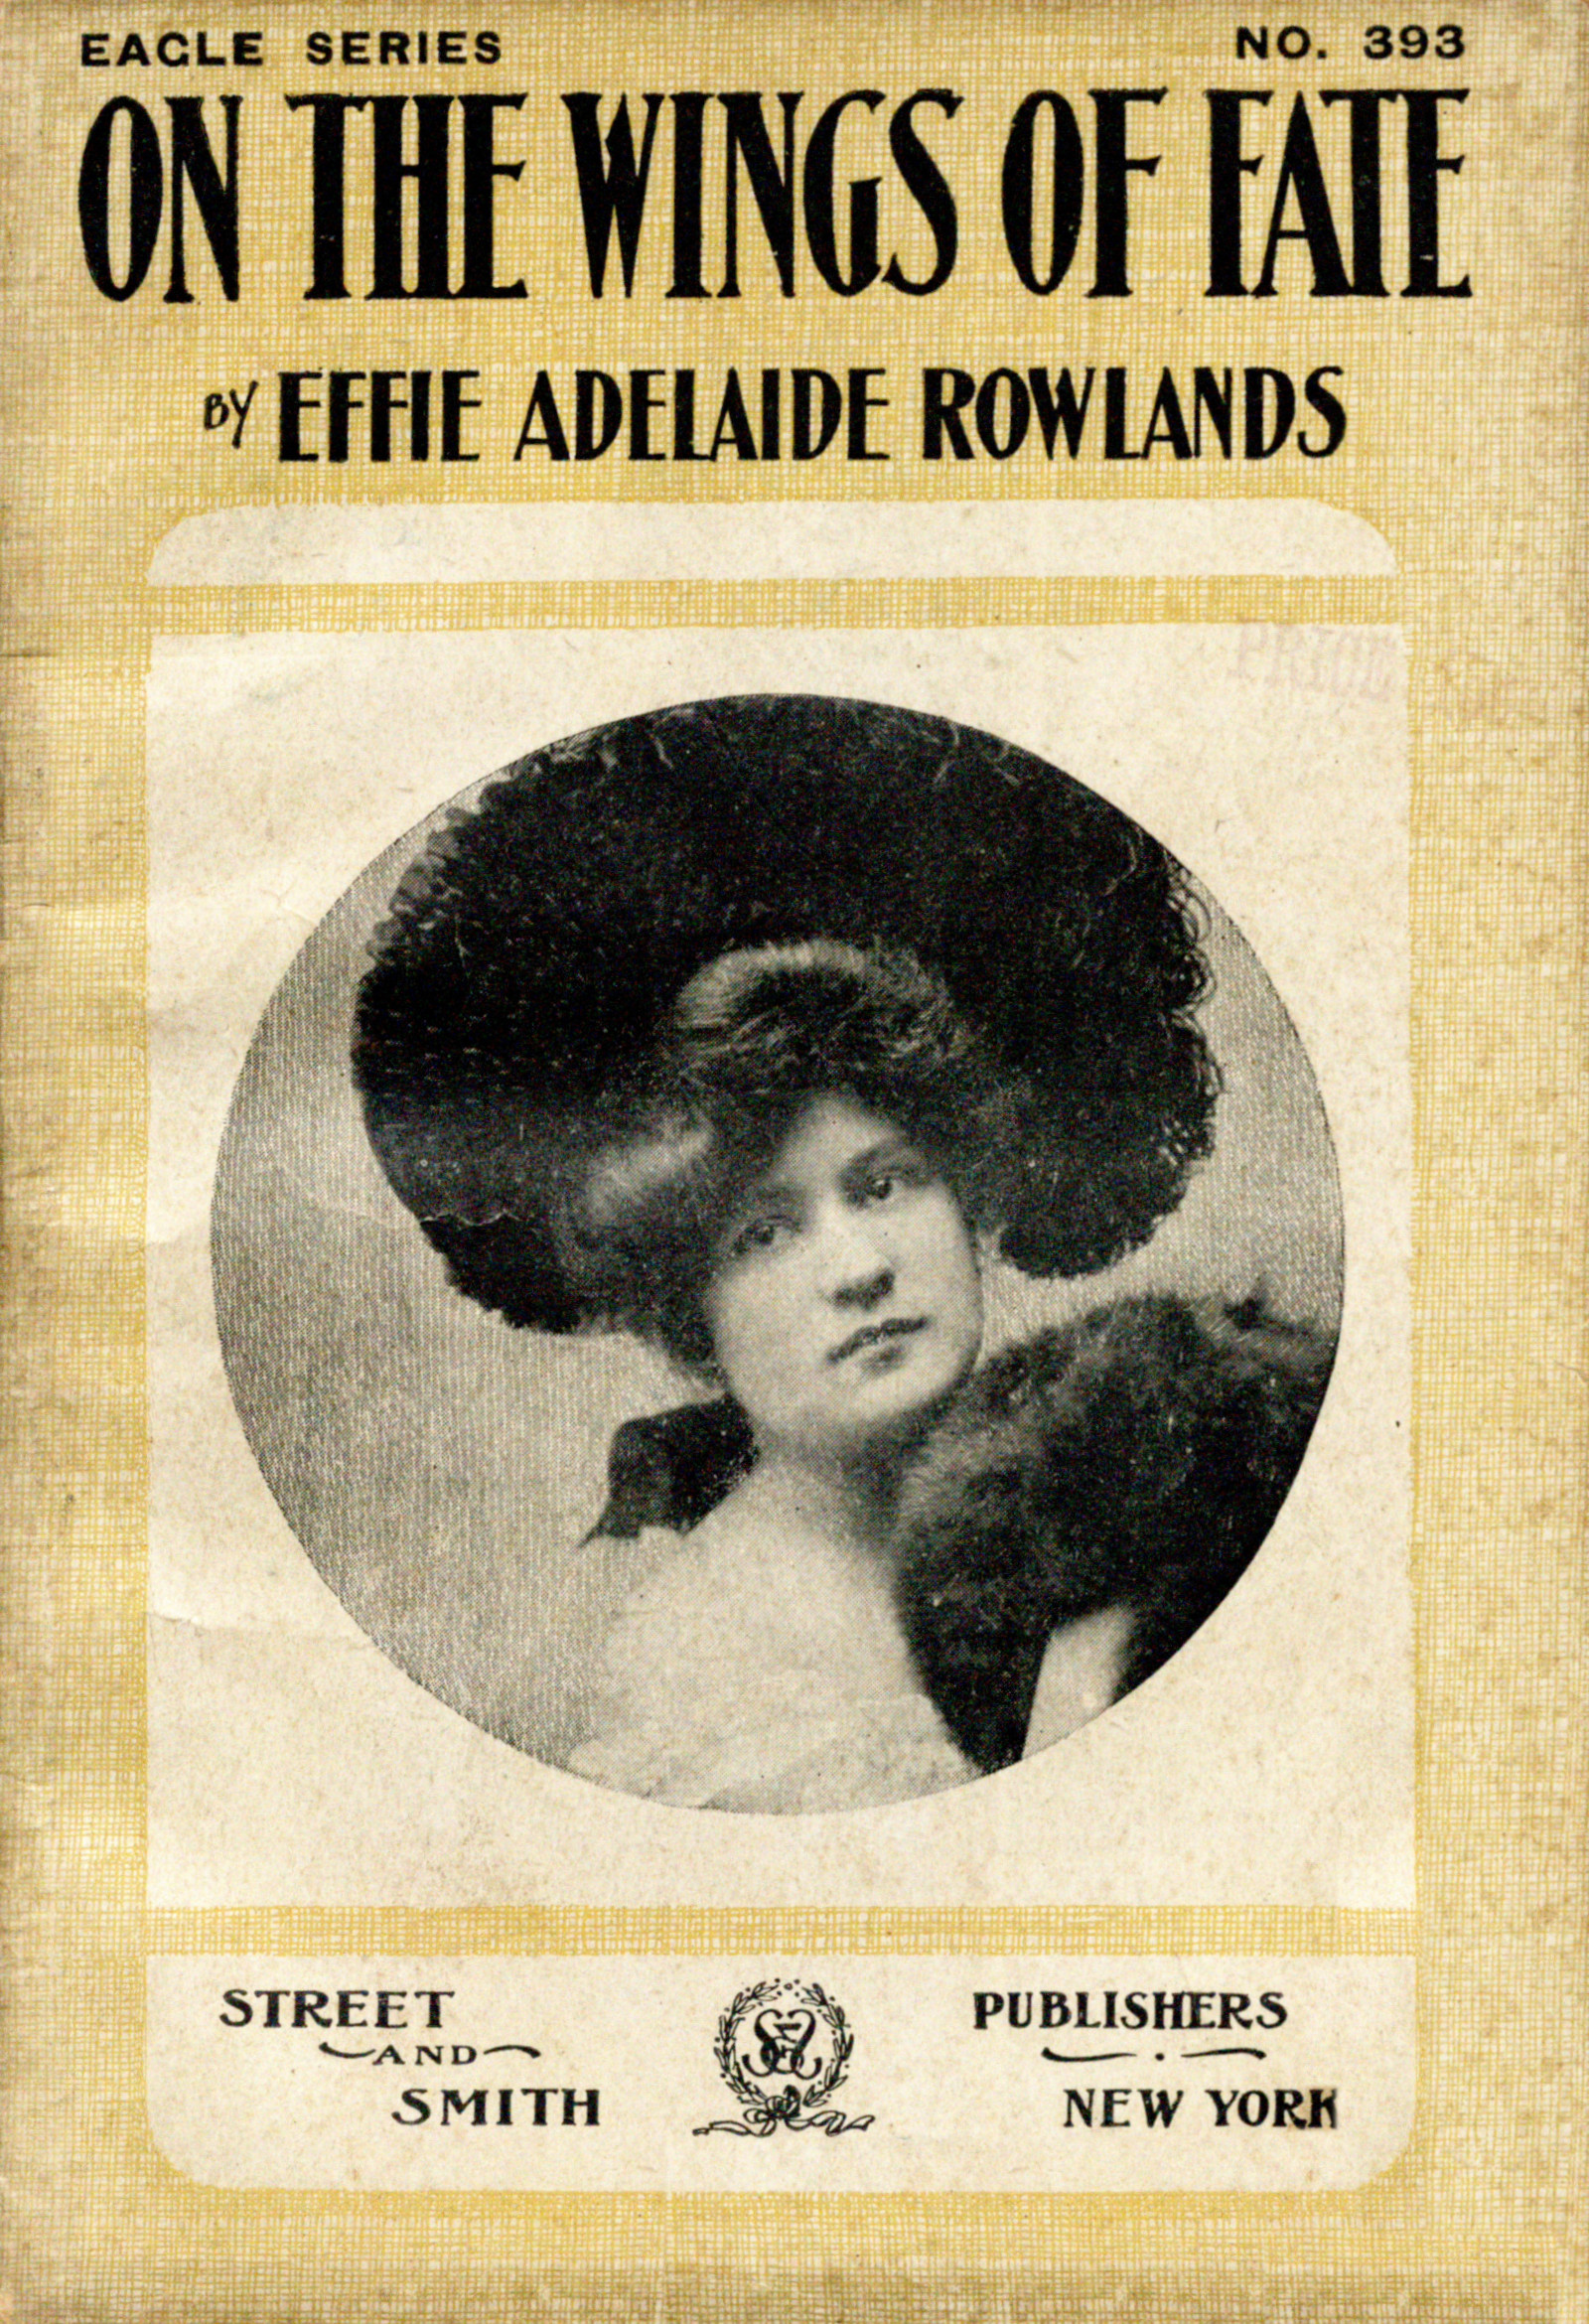 EAGLE SERIES NO. 393
ON THE WINGS OF FATE
BY EFFIE ADELAIDE ROWLANDS
PRICE
STREET
AND
SMITH
S&S
PUBLISHERS
NEW YORK